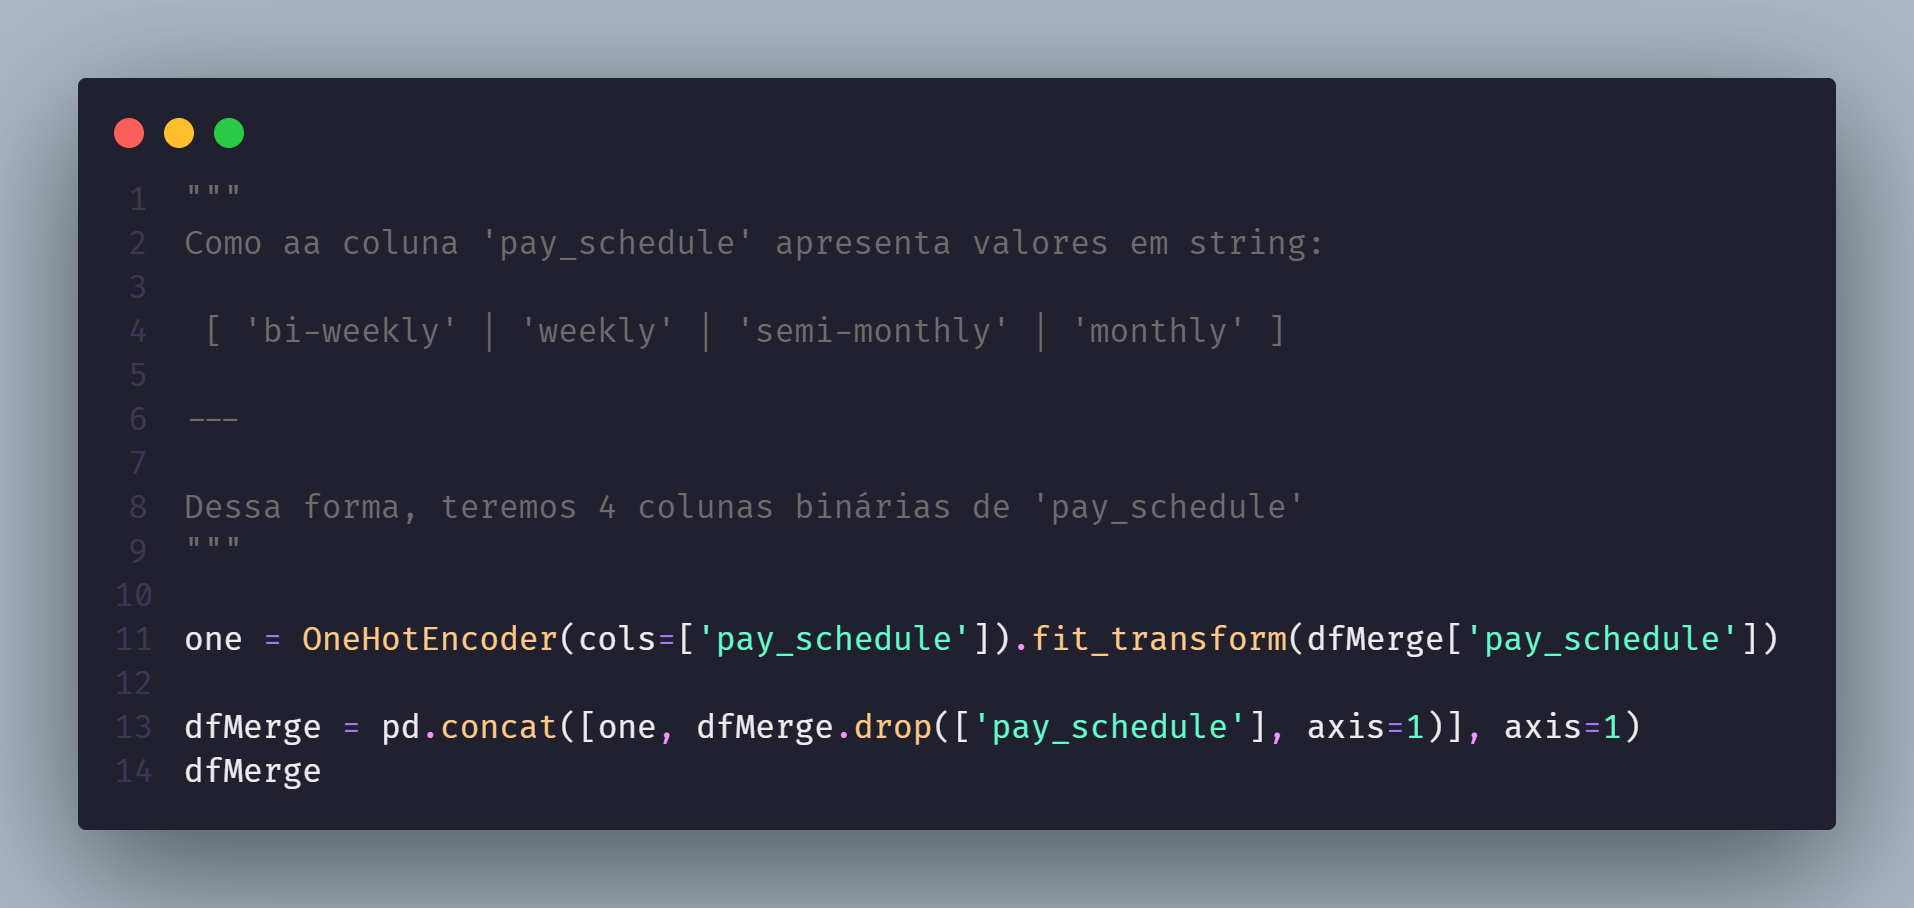 1 """
2 Como aa coluna 'pay_schedule' apresenta valores em string:
3
4  [ 'bi-weekly' | 'weekly' | 'semi-monthly' | 'monthly' ]
5
6 ---
7
8 Dessa forma, teremos 4 colunas binárias de 'pay_schedule'
9 """
10
11 one = OneHotEncoder(cols=['pay_schedule']).fit_transform(dfMerge['pay_schedule'])
12
13 dfMerge = pd.concat([one, dfMerge.drop(['pay_schedule'], axis=1)], axis=1)
14 dfMerge